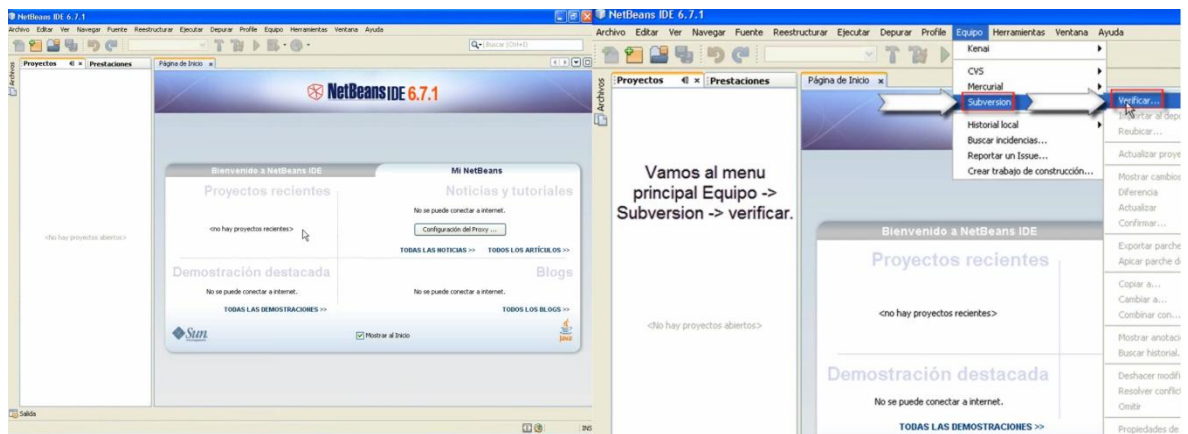 NetBeans IDE 6.7.1
Archivo Editar Ver Navegar Fuente Reestructurar Ejecutar Depurar Profile Equipo Herramientas Ventana Ayuda
Buscar (Ctrl+I)
Archivos
Proyectos Prestaciones
Página de Inicio
NetBeans IDE 6.7.1
Bienvenido a NetBeans IDE
Mi NetBeans
Proyectos recientes
Noticias y tutoriales
No se puede conectar a internet.
<no hay proyectos recientes>
Configuración del Proxy ...
<No hay proyectos abiertos>
TODAS LAS NOTICIAS >> TODOS LOS ARTÍCULOS >>
Demostración destacada
Blogs
No se puede conectar a internet.
No se puede conectar a internet.
TODAS LAS DEMOSTRACIONES >>
TODOS LOS BLOGS >>
Sun
Mostrar al Inicio
Java
Salida
INS
NetBeans IDE 6.7.1
Archivo Editar Ver Navegar Fuente Reestructurar Ejecutar Depurar Profile Equipo Herramientas Ventana Ayuda
Archivos
Proyectos Prestaciones
Página de Inicio
Kenai
CVS
Mercurial
Subversion
Historial local
Buscar incidencias...
Reportar un Issue...
Crear trabajo de construcción...
Verificar...
Importar al depo
Reubicar...
Actualizar proye
Mostrar cambios
Diferencia
Actualizar
Confirmar...
Exportar parche
Apicar parche d
Copiar a...
Cambiar a...
Combinar con...
Mostrar anotaci
Buscar historial.
Deshacer modifi
Resolver conflic
Omitir
Propiedades de
Vamos al menu
principal Equipo ->
Subversion -> verificar.
Bienvenido a NetBeans IDE
Proyectos recientes
<no hay proyectos recientes>
<No hay proyectos abiertos>
Demostración destacada
No se puede conectar a internet.
TODAS LAS DEMOSTRACIONES >>